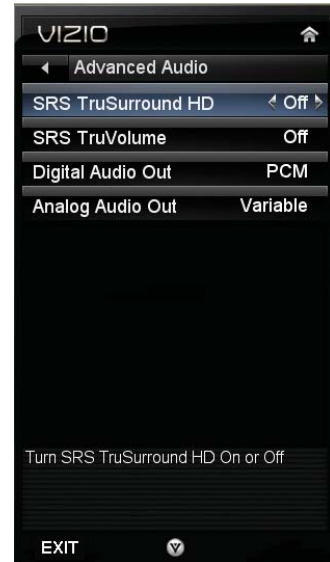 VIZIO
Advanced Audio
SRS TruSurround HD Off
SRS TruVolume Off
Digital Audio Out PCM
Analog Audio Out Variable
Turn SRS TruSurround HD On or Off
EXIT V